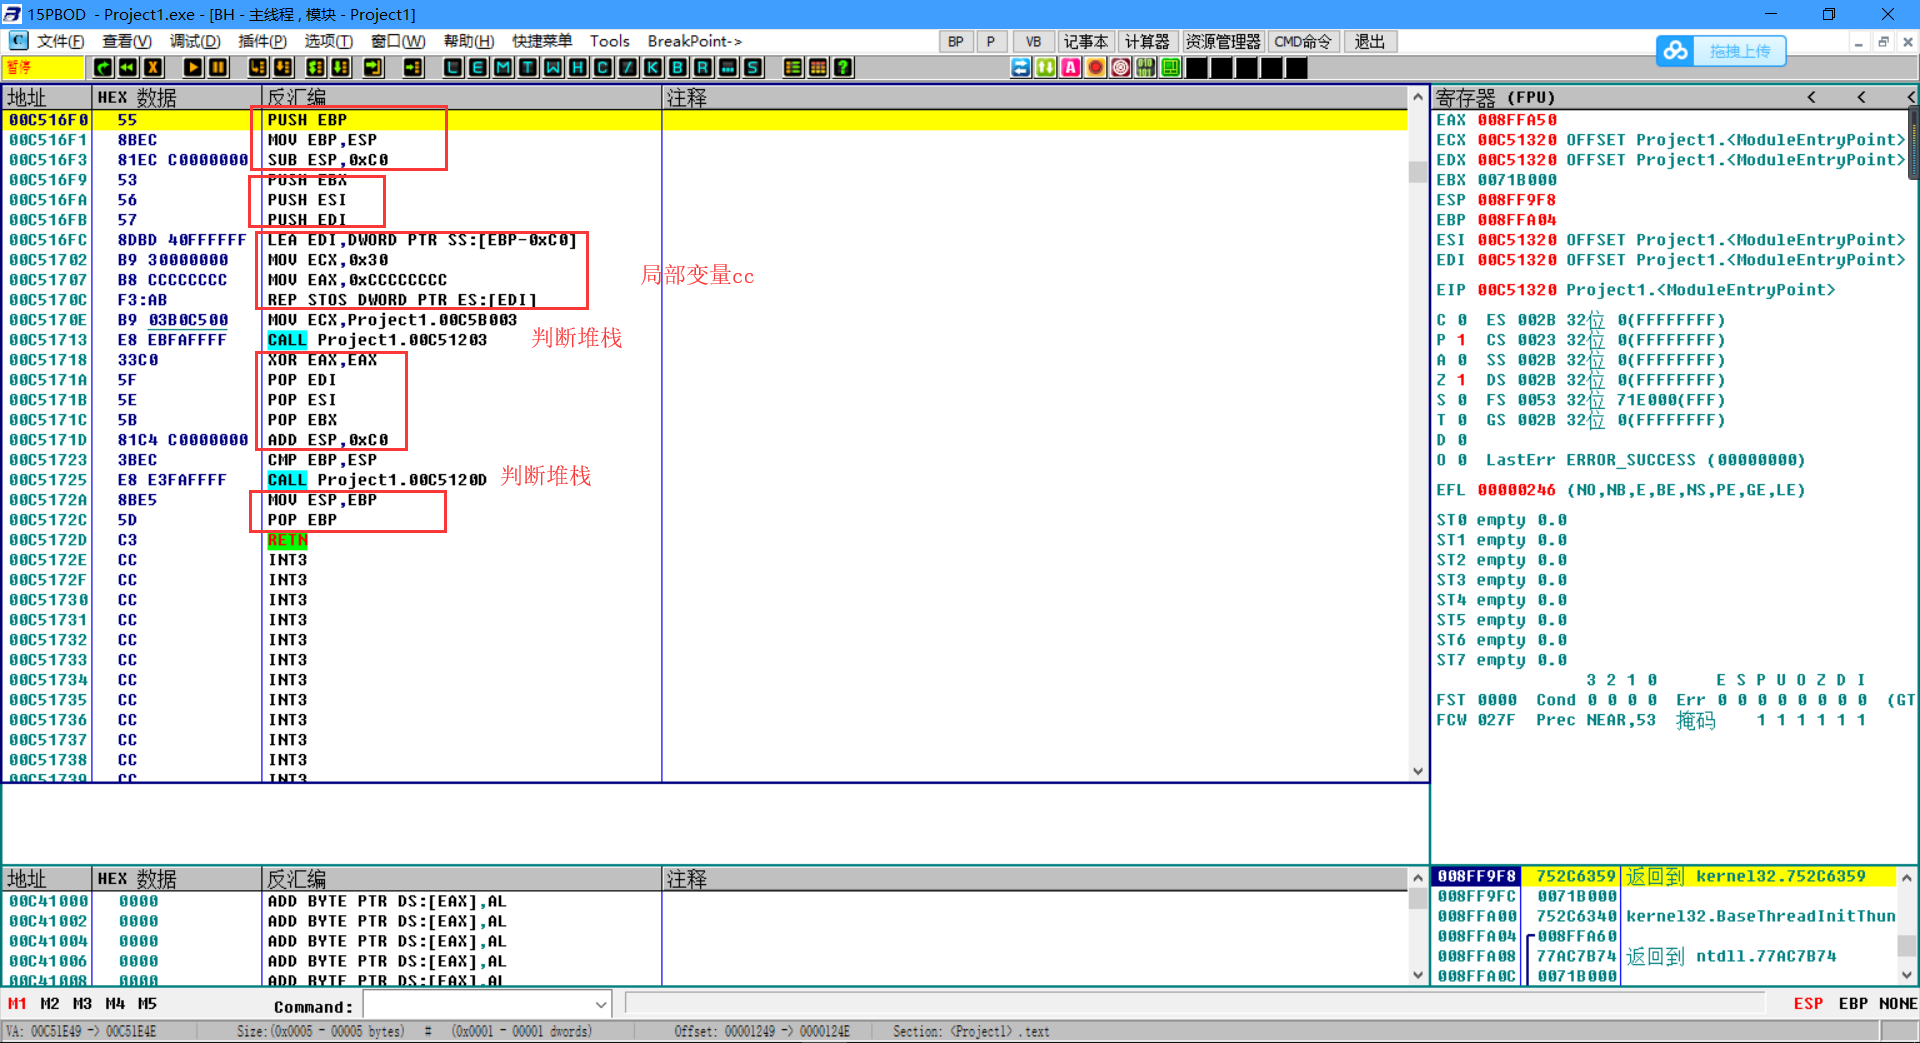 15PBOD - Project1.exe - [BH - 主线程, 模块 - Project1]
文件(F) 查看(V) 调试(D) 插件(P) 选项(T) 窗口(W) 帮助(H) 快捷菜单 Tools BreakPoint-> BP P VB 记事本 计算器 资源管理器 CMD命令 退出 拖拽上传
暂停 L E M T W H C / K B R ... S ?
地址 HEX 数据 反汇编 注释
00C516F0 55 PUSH EBP
00C516F1 8BEC MOV EBP,ESP
00C516F3 81EC C0000000 SUB ESP,0xC0
00C516F9 53 PUSH EBX
00C516FA 56 PUSH ESI
00C516FB 57 PUSH EDI
00C516FC 8DBD 40FFFFFF LEA EDI,DWORD PTR SS:[EBP-0xC0]
00C51702 B9 30000000 MOV ECX,0x30
00C51707 B8 CCCCCCCC MOV EAX,0xCCCCCCCC
局部变量cc
00C5170C F3:AB REP STOS DWORD PTR ES:[EDI]
00C5170E B9 03B0C500 MOV ECX,Project1.00C5B003
00C51713 E8 EBFAFFFF CALL Project1.00C51203 判断堆栈
00C51718 33C0 XOR EAX,EAX
00C5171A 5F POP EDI
00C5171B 5E POP ESI
00C5171C 5B POP EBX
00C5171D 81C4 C0000000 ADD ESP,0xC0
00C51723 3BEC CMP EBP,ESP
00C51725 E8 E3FAFFFF CALL Project1.00C5120D 判断堆栈
00C5172A 8BE5 MOV ESP,EBP
00C5172C 5D POP EBP
00C5172D C3 RETN
00C5172E CC INT3
00C5172F CC INT3
00C51730 CC INT3
00C51731 CC INT3
00C51732 CC INT3
00C51733 CC INT3
00C51734 CC INT3
00C51735 CC INT3
00C51736 CC INT3
00C51737 CC INT3
00C51738 CC INT3
00C51739 CC INT3
寄存器 (FPU) < < <
EAX 008FFA50
ECX 00C51320 OFFSET Project1.<ModuleEntryPoint>
EDX 00C51320 OFFSET Project1.<ModuleEntryPoint>
EBX 0071B000
ESP 008FF9F8
EBP 008FFA04
ESI 00C51320 OFFSET Project1.<ModuleEntryPoint>
EDI 00C51320 OFFSET Project1.<ModuleEntryPoint>
EIP 00C51320 Project1.<ModuleEntryPoint>
C 0 ES 002B 32位 0(FFFFFFFF)
P 1 CS 0023 32位 0(FFFFFFFF)
A 0 SS 002B 32位 0(FFFFFFFF)
Z 1 DS 002B 32位 0(FFFFFFFF)
S 0 FS 0053 32位 71E000(FFF)
T 0 GS 002B 32位 0(FFFFFFFF)
D 0
O 0 LastErr ERROR_SUCCESS (00000000)
EFL 00000246 (NO,NB,E,BE,NS,PE,GE,LE)
ST0 empty 0.0
ST1 empty 0.0
ST2 empty 0.0
ST3 empty 0.0
ST4 empty 0.0
ST5 empty 0.0
ST6 empty 0.0
ST7 empty 0.0
3 2 1 0 E S P U O Z D I
FST 0000 Cond 0 0 0 0 Err 0 0 0 0 0 0 0 0 (GT
FCW 027F Prec NEAR,53 掩码 1 1 1 1 1 1
地址 HEX 数据 反汇编 注释
00C41000 0000 ADD BYTE PTR DS:[EAX],AL
00C41002 0000 ADD BYTE PTR DS:[EAX],AL
00C41004 0000 ADD BYTE PTR DS:[EAX],AL
00C41006 0000 ADD BYTE PTR DS:[EAX],AL
00C41008 0000 ADD BYTE PTR DS:[EAX],AL
008FF9F8 752C6359 返回到 kernel32.752C6359
008FF9FC 0071B000
008FFA00 752C6340 kernel32.BaseThreadInitThun
008FFA04 008FFA60
008FFA08 77AC7B74 返回到 ntdll.77AC7B74
008FFA0C 0071B000
M1 M2 M3 M4 M5 Command: ESP EBP NONE
VA: 00C51E49 -> 00C51E4E Size:(0x0005 - 00005 bytes) # (0x0001 - 00001 dwords) Offset: 00001249 -> 0000124E Section: <Project1> .text